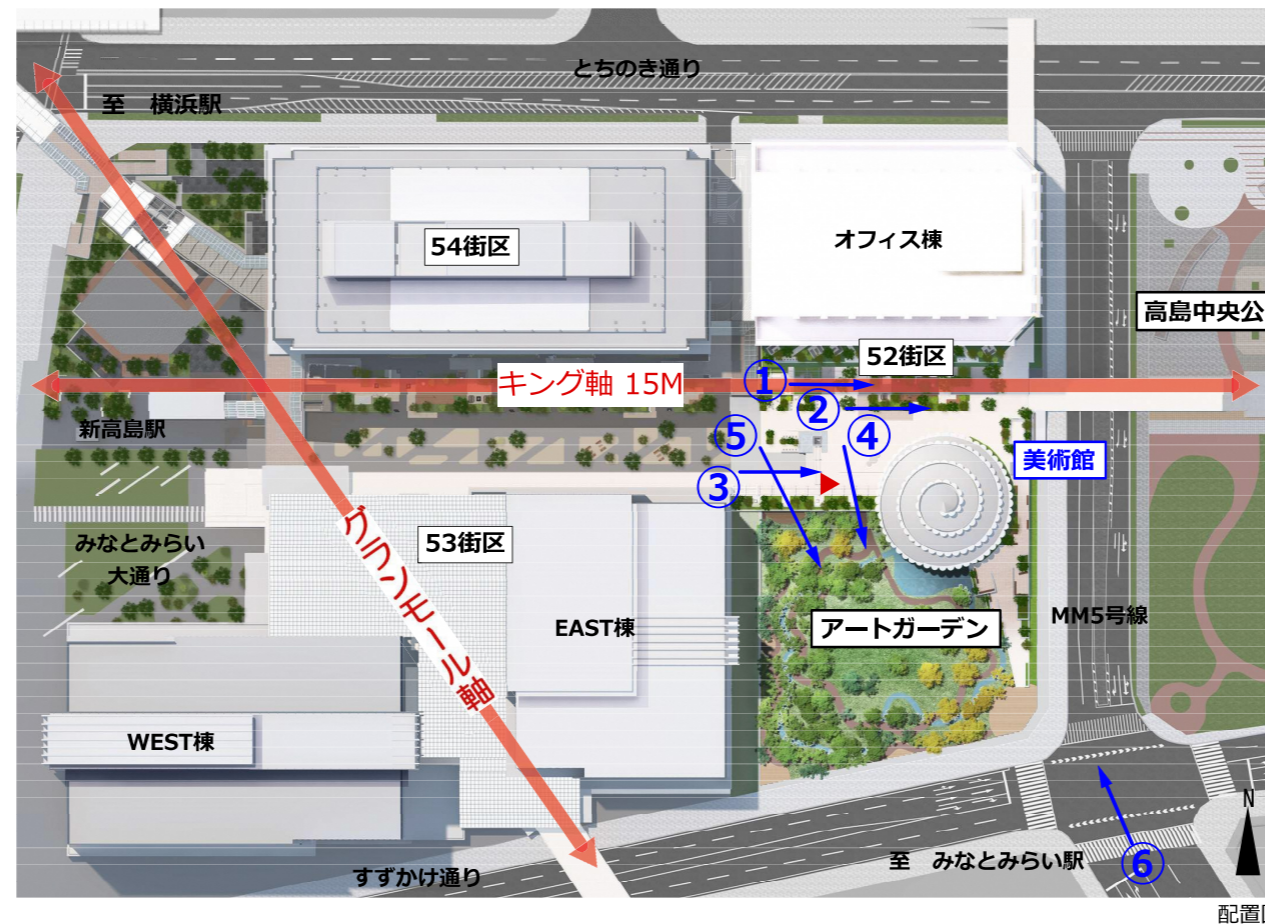 とちのき通り
至　横浜駅
54街区
オフィス棟
高島中央公
52街区
キング軸 15M
①
②
⑤
④
新高島駅
美術館
③
グランモール軸
53街区
みなとみらい
大通り
EAST棟
アートガーデン
MM5号線
WEST棟
N
至　みなとみらい駅
⑥
すずかけ通り
配置